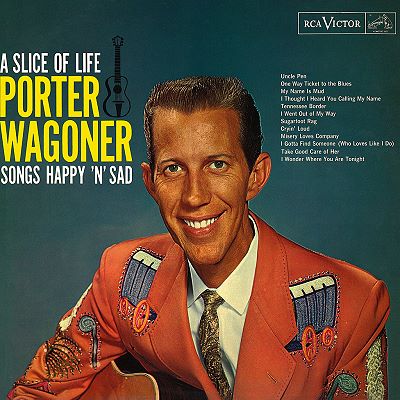 RCA VICTOR
A SLICE OF LIFE
PORTER
WAGONER
SONGS HAPPY 'N' SAD
Uncle Pen
One Way Ticket to the Blues
My Name Is Mud
I Thought I Heard You Calling My Name
Tennessee Border
I Went Out of My Way
Sugarfoot Rag
Cryin' Loud
Misery Loves Company
I Gotta Find Someone (Who Loves Like I Do)
Take Good Care of Her
I Wonder Where You Are Tonight